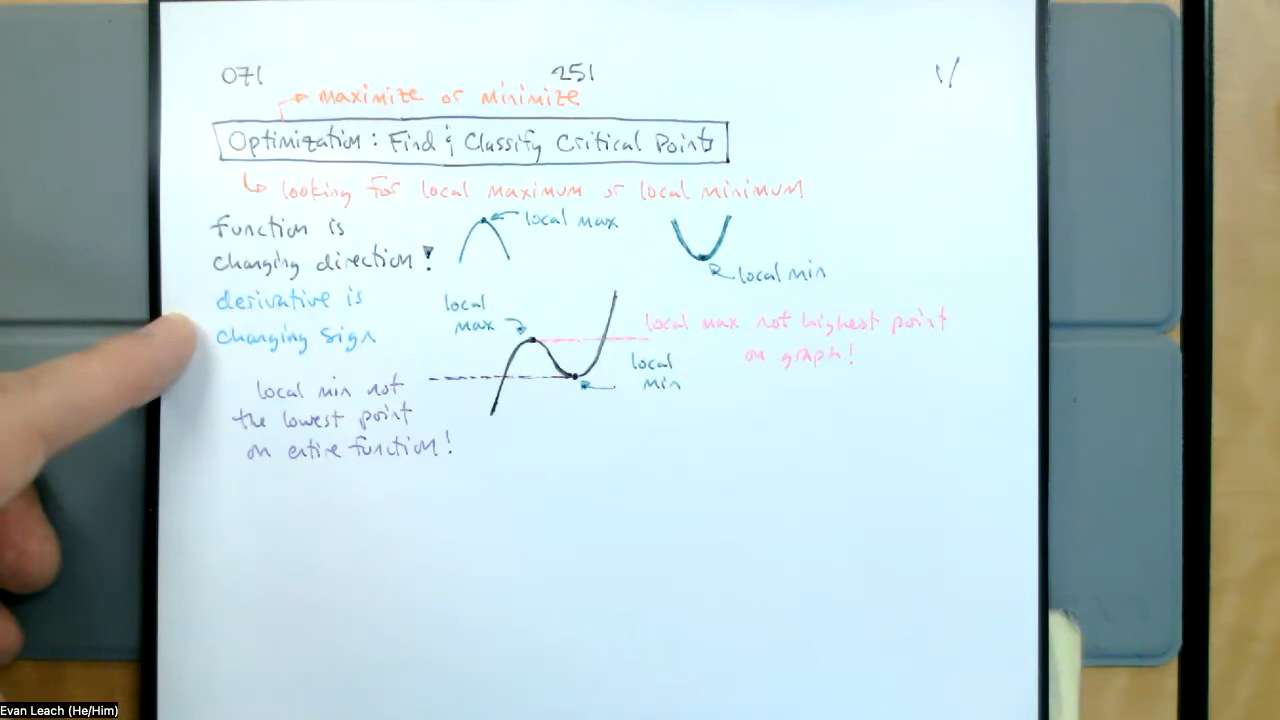 071 251 1/
→ maximize or minimize
Optimization: Find & Classify Critical Points
↳ looking for local maximum or local minimum
function is
changing direction!
local max
local min
derivative is
changing sign
local
max
local max not highest point
on graph!
local
min
local min not
the lowest point
on entire function!
Evan Leach (He/Him)